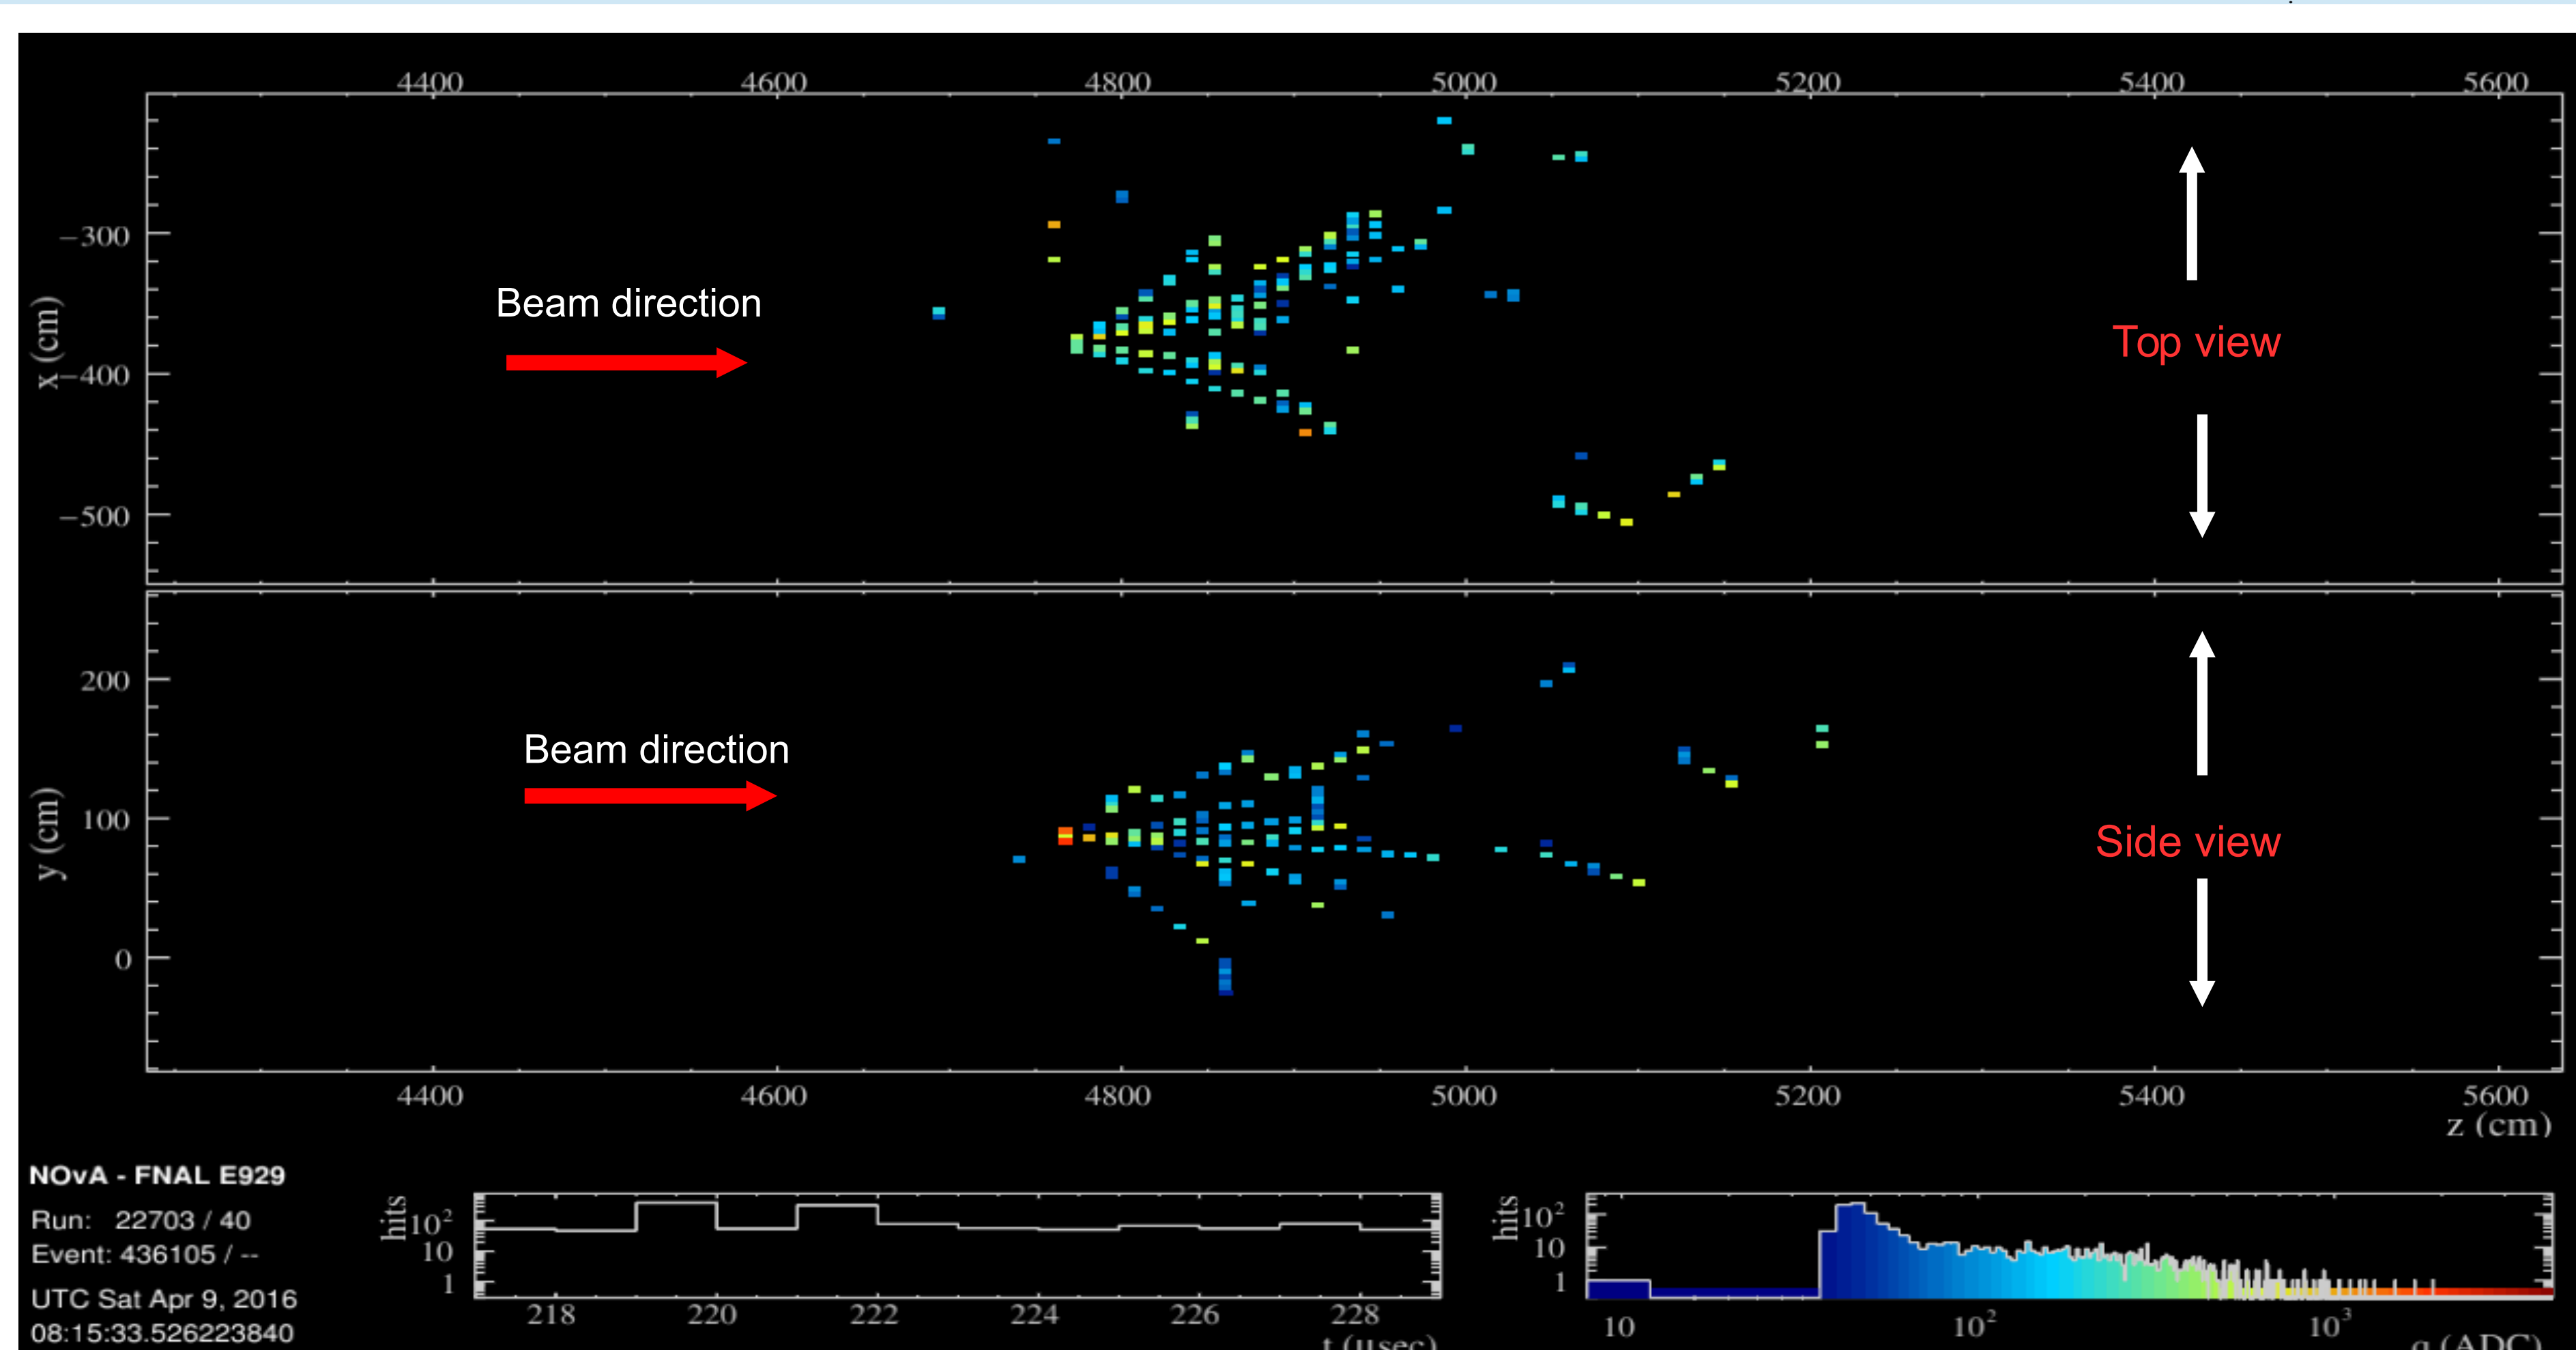 4400 4600 4800 5000 5200 5400 5600
−300
Beam direction
x (cm)
Top view
−400
−500
200
Beam direction
100
y (cm)
Side view
0
4400 4600 4800 5000 5200 5400 5600
z (cm)
NOvA - FNAL E929
Run: 22703 / 40
Event: 436105 / --
UTC Sat Apr 9, 2016
08:15:33.526223840
hits
10²
10
1
218 220 222 224 226 228
t (μsec)
hits
10²
10
1
10 10² 10³
q (ADC)